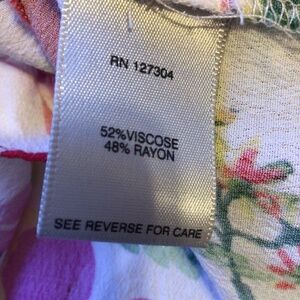 RN 127304
52%VISCOSE
48% RAYON
SEE REVERSE FOR CARE